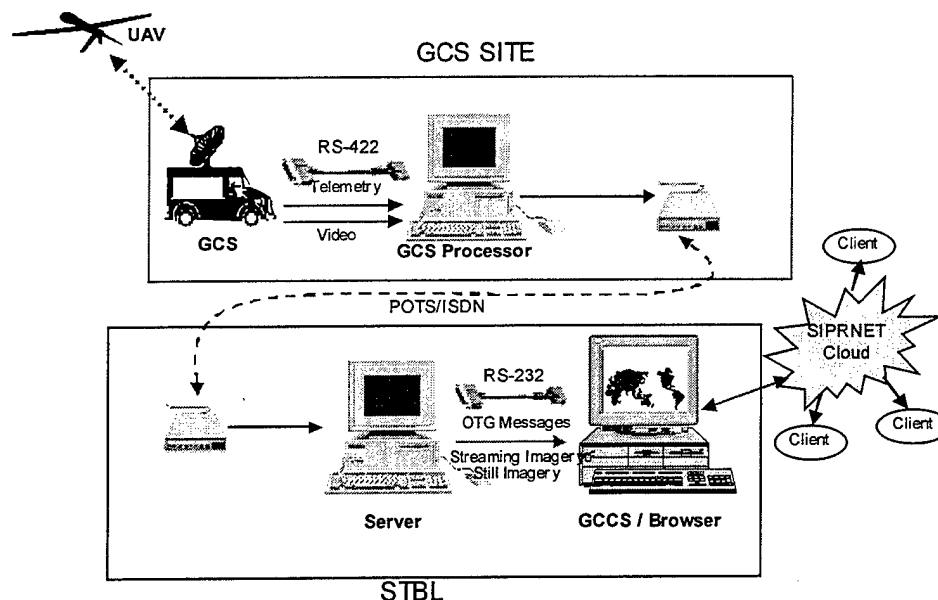 UAV
GCS SITE
RS-422
Telemetry
Video
GCS
GCS Processor
Client
POTS/ISDN
SIPRNET
Cloud
RS-232
OTG Messages
Streaming Imagery
Still Imagery
Client
Client
Server
GCCS / Browser
STBL